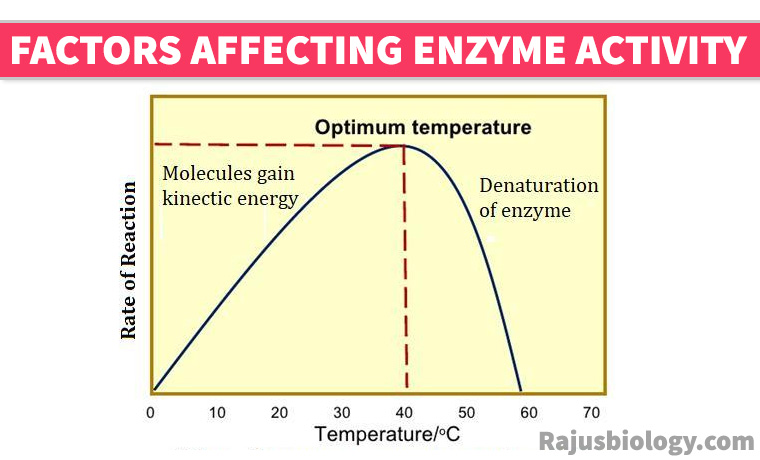 FACTORS AFFECTING ENZYME ACTIVITY
Optimum temperature
Molecules gain
kinectic energy
Denaturation
of enzyme
Rate of Reaction
0 10 20 30 40 50 60 70
Temperature/°C
Rajusbiology.com